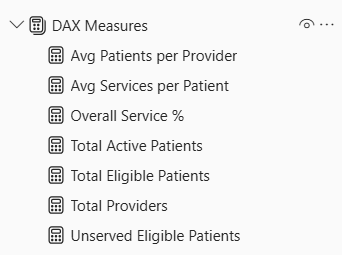 DAX Measures
Avg Patients per Provider
Avg Services per Patient
Overall Service %
Total Active Patients
Total Eligible Patients
Total Providers
Unserved Eligible Patients